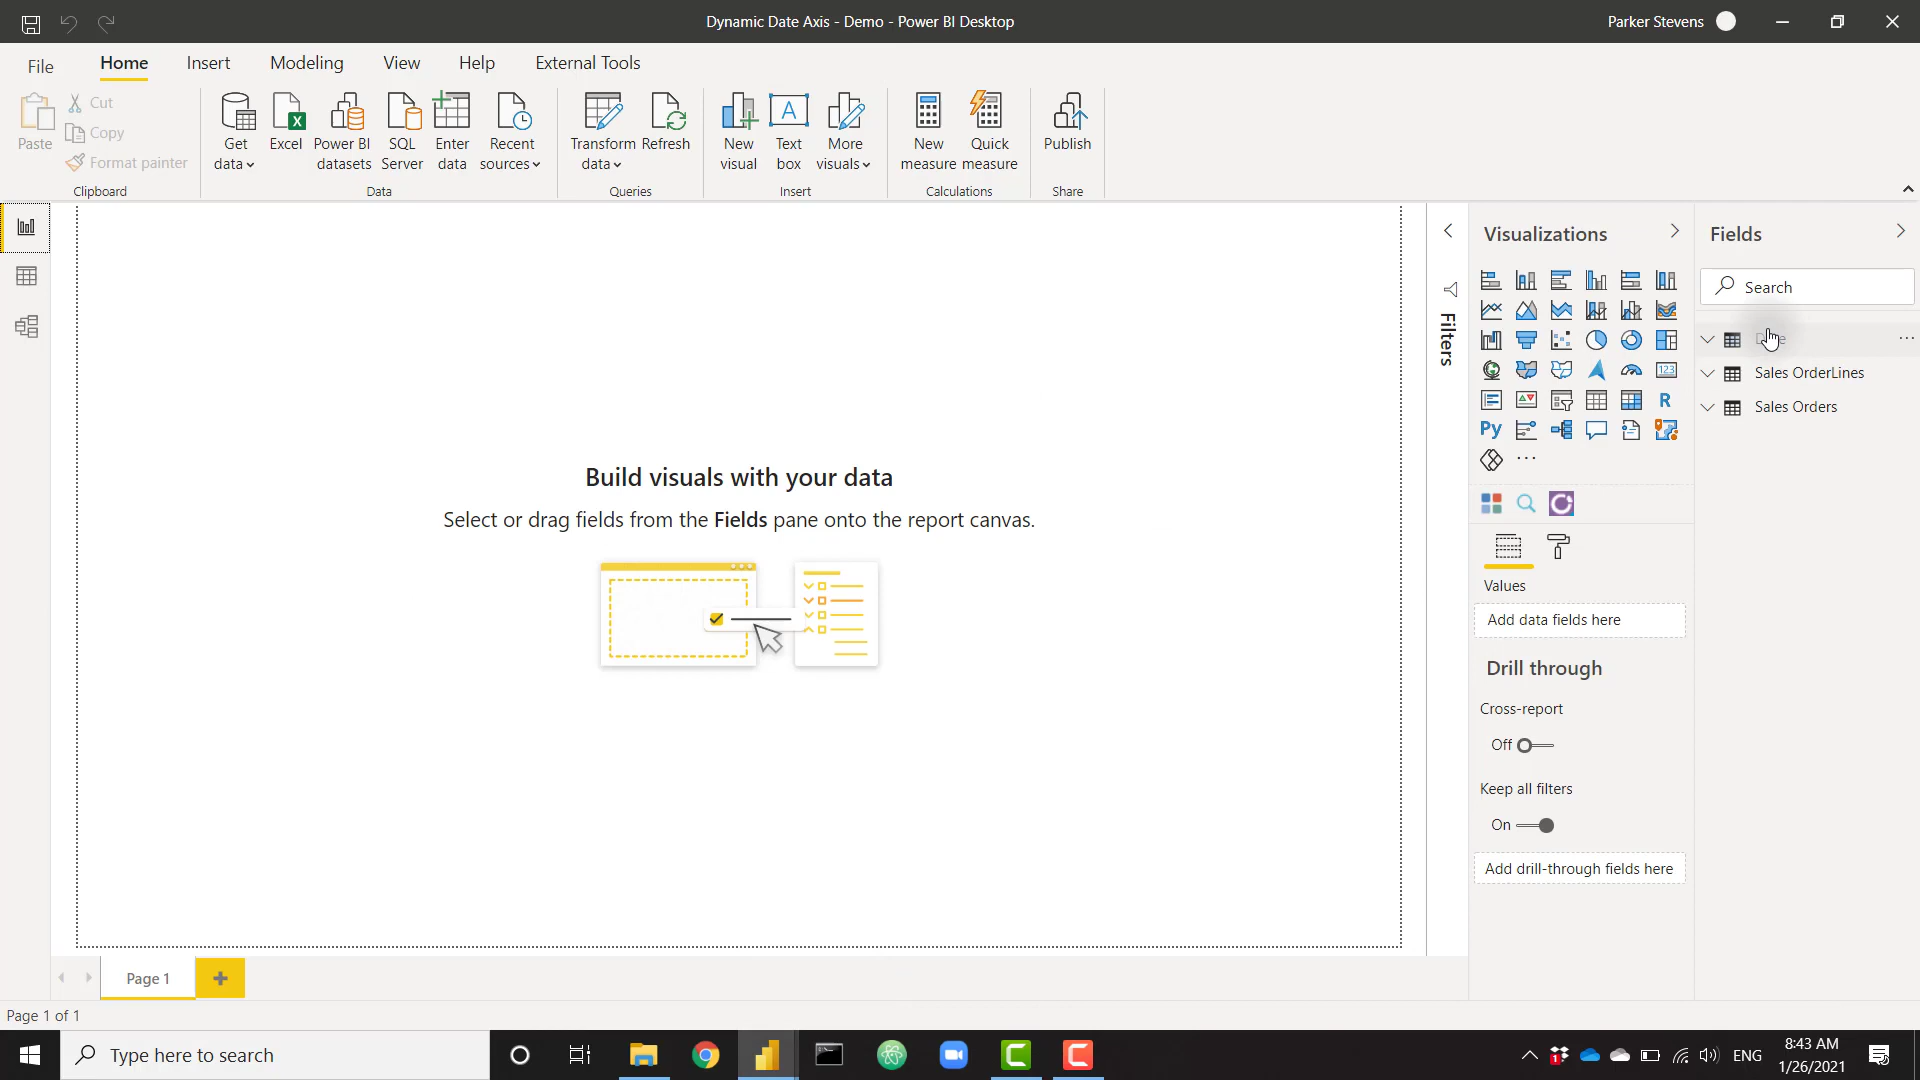 Dynamic Date Axis - Demo - Power BI Desktop
Parker Stevens
File
Home
Insert
Modeling
View
Help
External Tools
Paste
Cut
Copy
Format painter
Clipboard
Get data
Excel
Power BI datasets
SQL Server
Enter data
Recent sources
Data
Transform data
Refresh
Queries
New visual
Text box
More visuals
Insert
New measure
Quick measure
Calculations
Publish
Share
Build visuals with your data
Select or drag fields from the Fields pane onto the report canvas.
Filters
Visualizations
123
R
Py
Values
Add data fields here
Drill through
Cross-report
Off
Keep all filters
On
Add drill-through fields here
Fields
Search
Sales OrderLines
Sales Orders
Page 1
Page 1 of 1
Type here to search
1
ENG
8:43 AM
1/26/2021